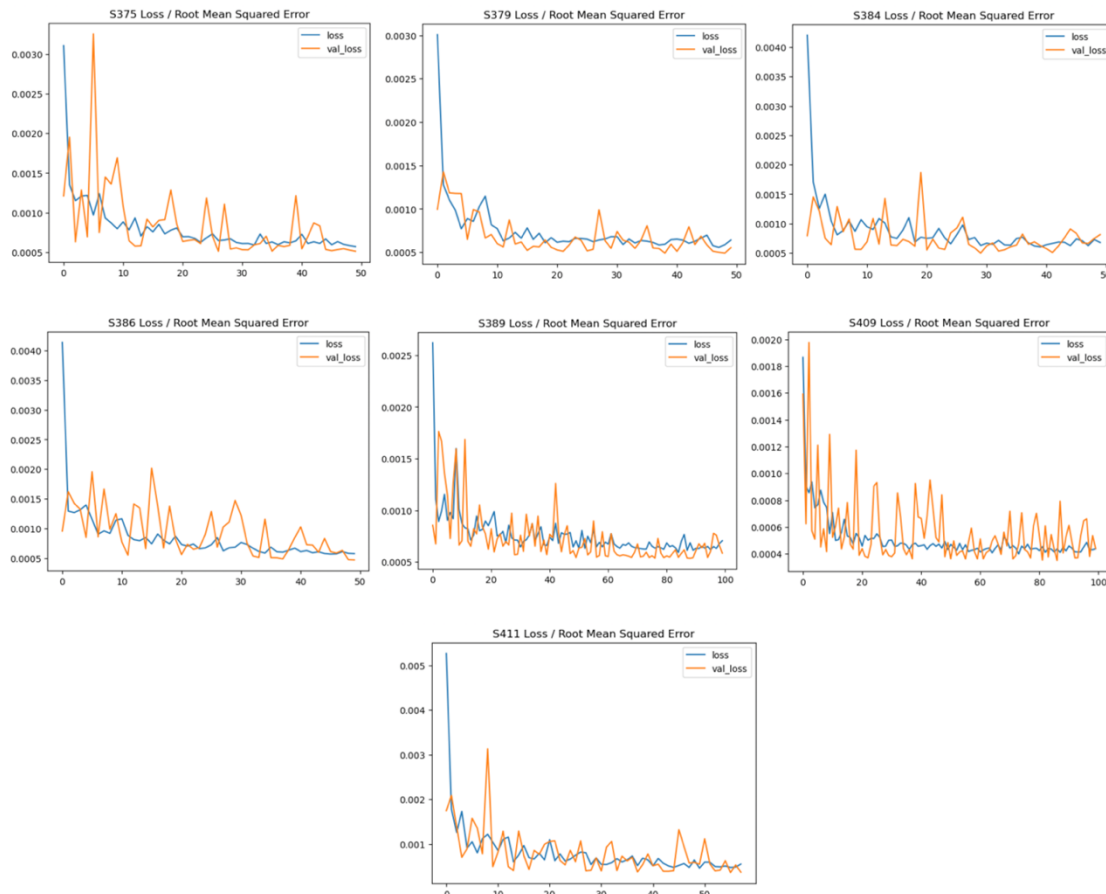 S375 Loss / Root Mean Squared Error
loss
val_loss
0.0030
0.0025
0.0020
0.0015
0.0010
0.0005
0 10 20 30 40 50
S379 Loss / Root Mean Squared Error
loss
val_loss
0.0030
0.0025
0.0020
0.0015
0.0010
0.0005
0 10 20 30 40 50
S384 Loss / Root Mean Squared Error
loss
val_loss
0.0040
0.0035
0.0030
0.0025
0.0020
0.0015
0.0010
0.0005
0 10 20 30 40 50
S386 Loss / Root Mean Squared Error
loss
val_loss
0.0040
0.0035
0.0030
0.0025
0.0020
0.0015
0.0010
0.0005
0 10 20 30 40 50
S389 Loss / Root Mean Squared Error
loss
val_loss
0.0025
0.0020
0.0015
0.0010
0.0005
0 20 40 60 80 100
S409 Loss / Root Mean Squared Error
loss
val_loss
0.0020
0.0018
0.0016
0.0014
0.0012
0.0010
0.0008
0.0006
0.0004
0 20 40 60 80 100
S411 Loss / Root Mean Squared Error
loss
val_loss
0.005
0.004
0.003
0.002
0.001
0 10 20 30 40 50